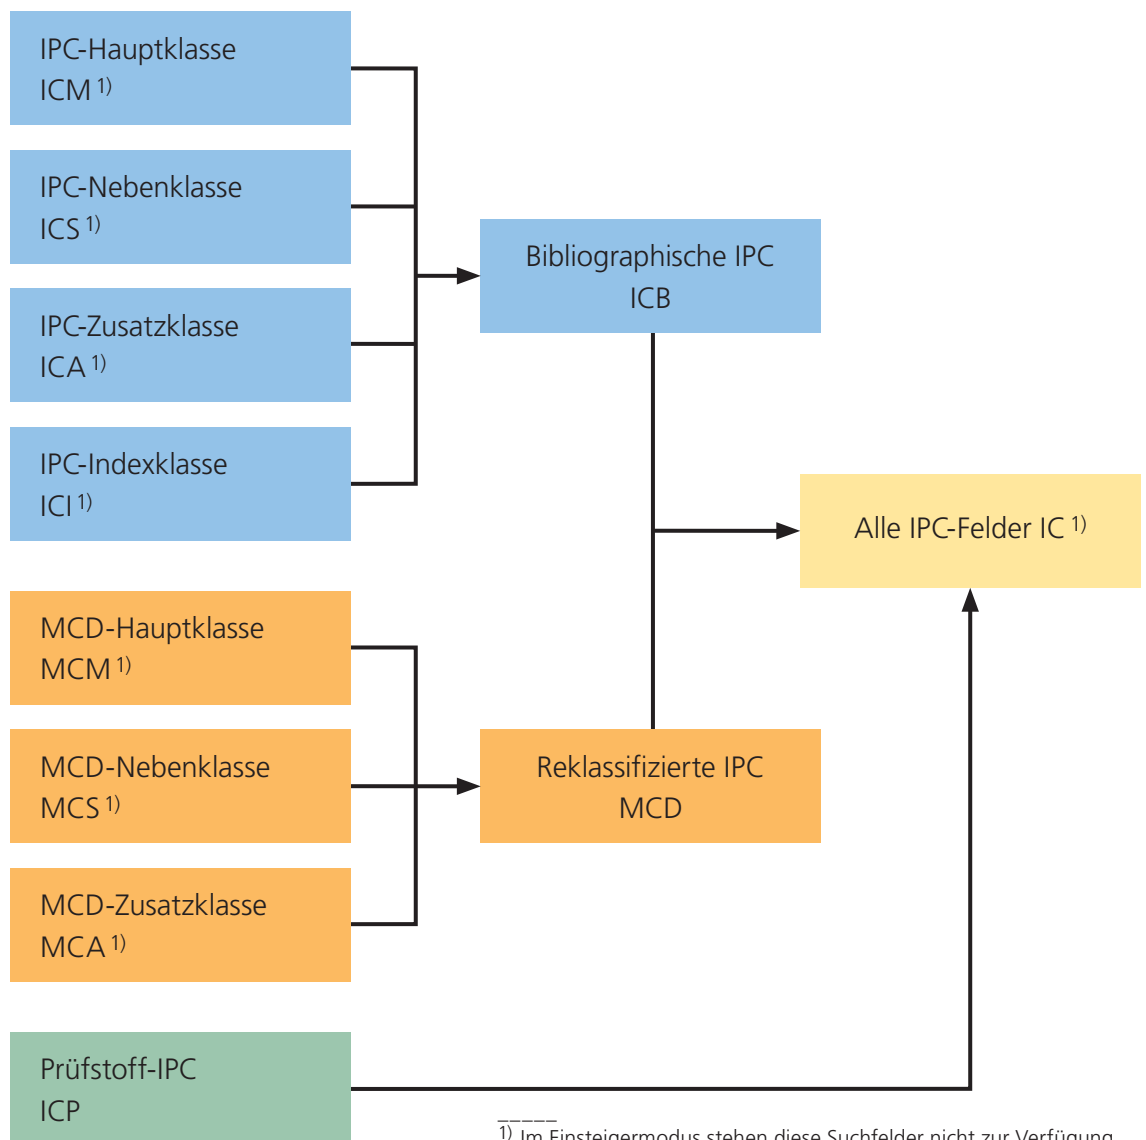 IPC-Hauptklasse
ICM 1)
IPC-Nebenklasse
ICS 1)
IPC-Zusatzklasse
ICA 1)
IPC-Indexklasse
ICI 1)
Bibliographische IPC
ICB
Alle IPC-Felder IC 1)
MCD-Hauptklasse
MCM 1)
MCD-Nebenklasse
MCS 1)
MCD-Zusatzklasse
MCA 1)
Reklassifizierte IPC
MCD
Prüfstoff-IPC
ICP
1) Im Einsteigermodus stehen diese Suchfelder nicht zur Verfügung